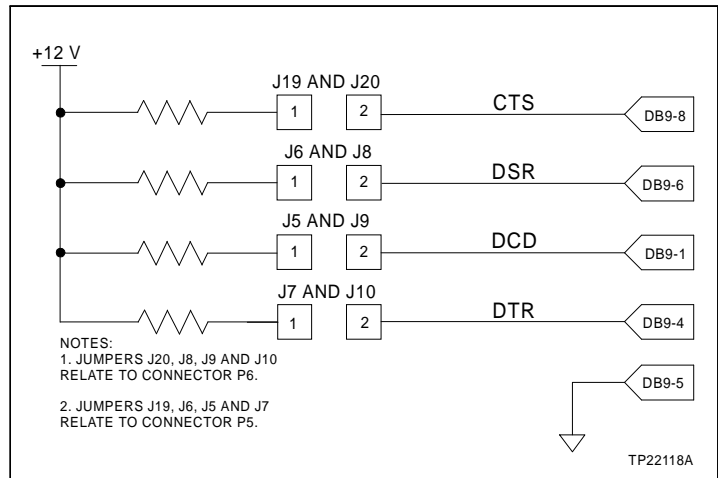 +12 V
J19 AND J20
1 2 CTS DB9-8
J6 AND J8
1 2 DSR DB9-6
J5 AND J9
1 2 DCD DB9-1
J7 AND J10
1 2 DTR DB9-4
NOTES:
1. JUMPERS J20, J8, J9 AND J10
RELATE TO CONNECTOR P6.
DB9-5
2. JUMPERS J19, J6, J5 AND J7
RELATE TO CONNECTOR P5.
TP22118A